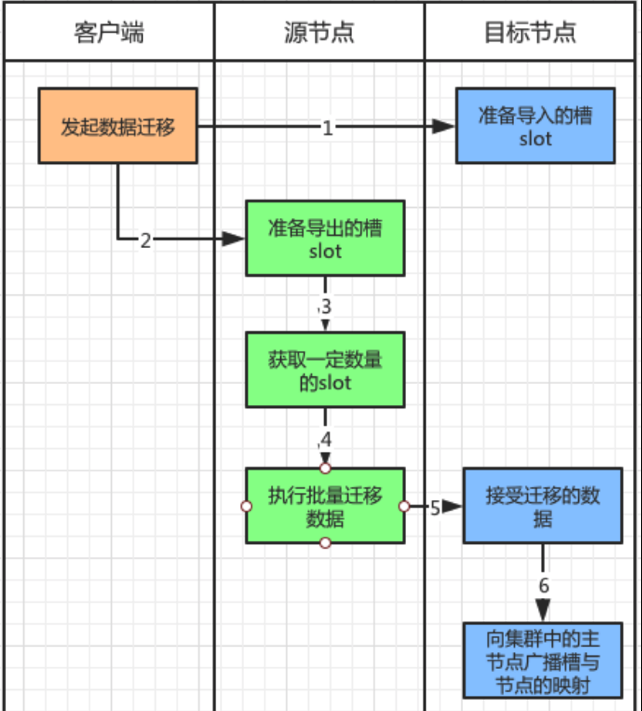 客户端
源节点
目标节点
发起数据迁移
1
准备导入的槽
slot
2
准备导出的槽
slot
3
获取一定数量
的slot
4
执行批量迁移
数据
5
接受迁移的数
据
6
向集群中的主
节点广播槽与
节点的映射